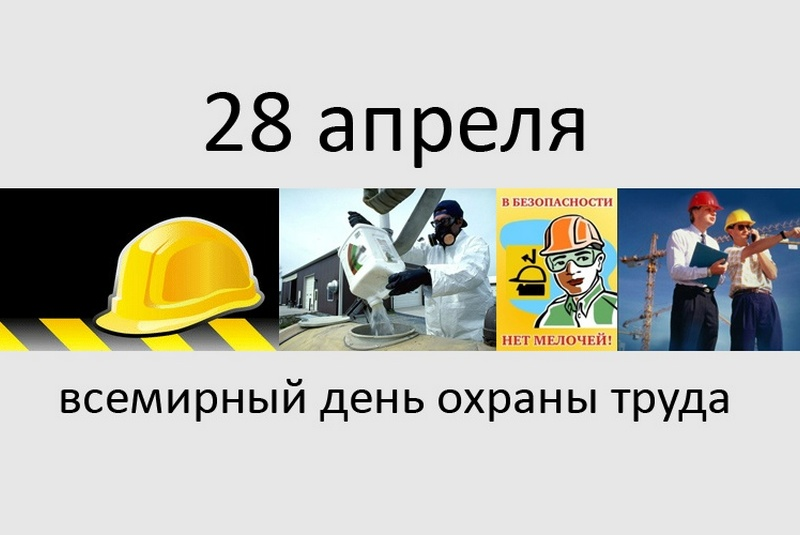 28 апреля
В БЕЗОПАСНОСТИ
НЕТ МЕЛОЧЕЙ!
всемирный день охраны труда